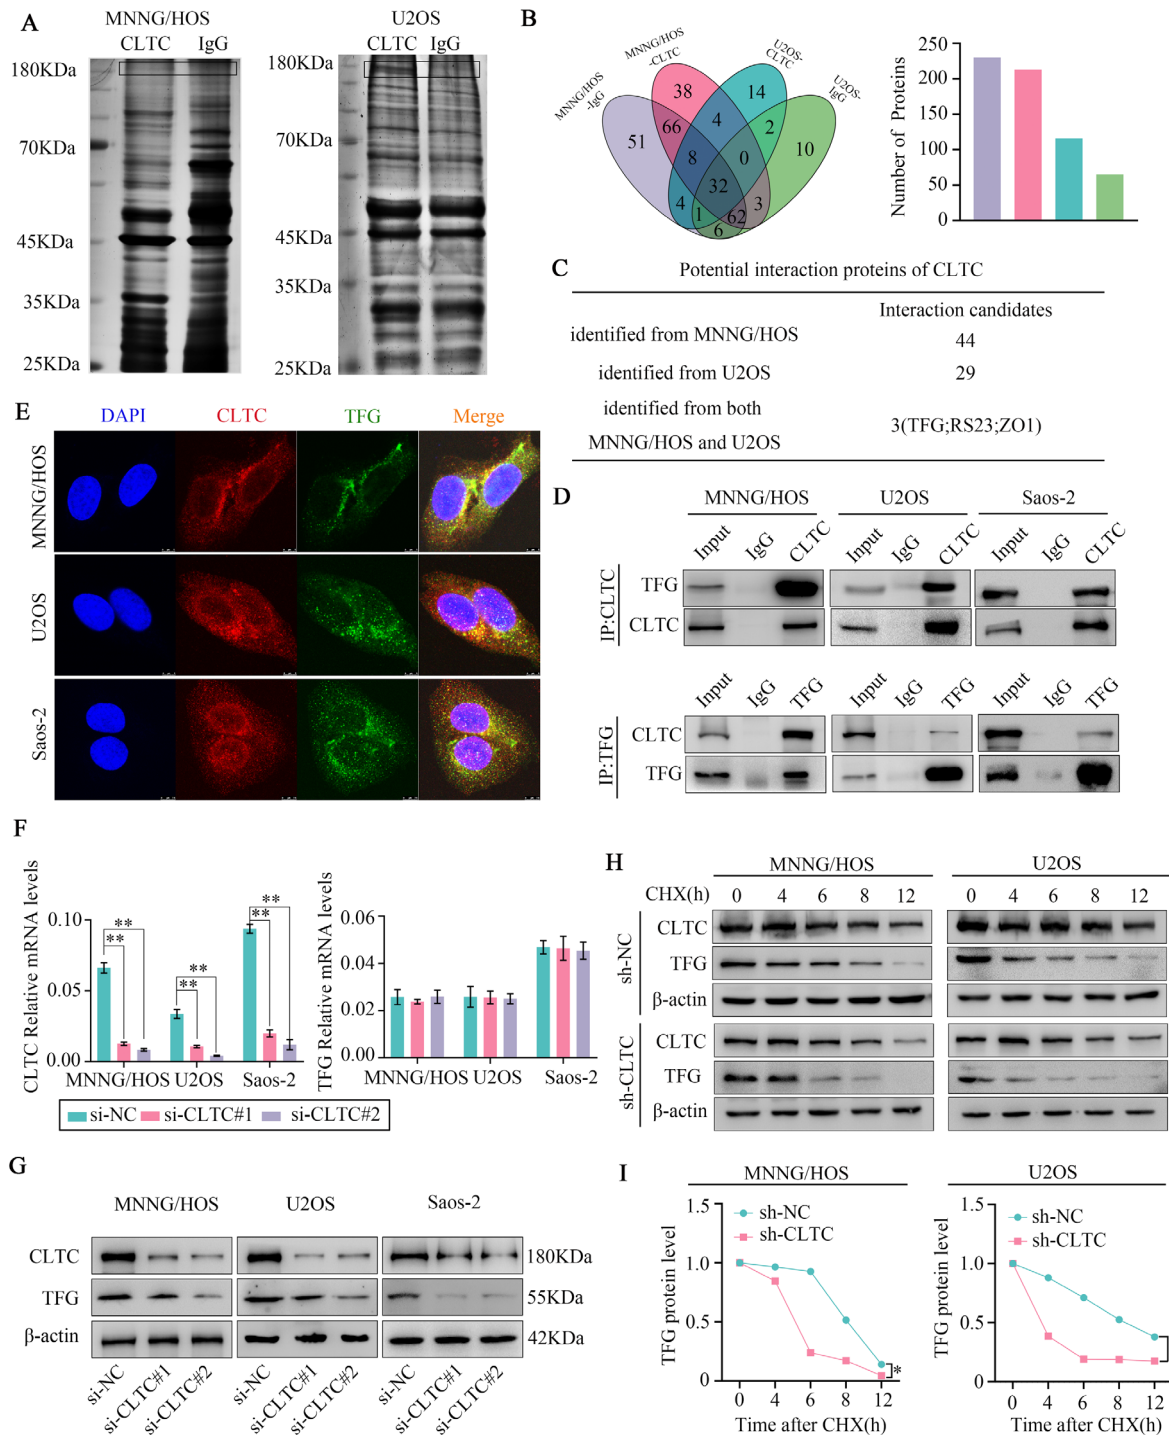 A
MNNG/HOS
CLTC IgG
180KDa
70KDa
45KDa
35KDa
25KDa
U2OS
CLTC IgG
180KDa
70KDa
45KDa
35KDa
25KDa
B
MNNG/HOS
-IgG
MNNG/HOS
-CLTC
U2OS-
CLTC
U2OS-
IgG
38 14
51 66 4 2 10
8 0
32
4 1 62 3
6
Number of Proteins
250
200
150
100
50
0
C
Potential interaction proteins of CLTC
Interaction candidates
identified from MNNG/HOS 44
identified from U2OS 29
identified from both
MNNG/HOS and U2OS
3(TFG;RS23;ZO1)
D
MNNG/HOS U2OS Saos-2
Input IgG CLTC Input IgG CLTC Input IgG CLTC
IP:CLTC
TFG
CLTC
Input IgG TFG Input IgG TFG Input IgG TFG
IP:TFG
CLTC
TFG
E
DAPI CLTC TFG Merge
MNNG/HOS
U2OS
Saos-2
F
CLTC Relative mRNA levels
0.10
0.05
0.00
** ** ** ** ** **
MNNG/HOS U2OS Saos-2
TFG Relative mRNA levels
0.06
0.04
0.02
0.00
MNNG/HOS U2OS Saos-2
si-NC si-CLTC#1 si-CLTC#2
G
MNNG/HOS U2OS Saos-2
CLTC 180KDa
TFG 55KDa
β-actin 42KDa
si-NC si-CLTC#1 si-CLTC#2 si-NC si-CLTC#1 si-CLTC#2 si-NC si-CLTC#1 si-CLTC#2
H
MNNG/HOS U2OS
CHX(h) 0 4 6 8 12 0 4 6 8 12
sh-NC
CLTC
TFG
β-actin
sh-CLTC
CLTC
TFG
β-actin
I
MNNG/HOS
TFG protein level
1.5
1.0
0.5
0
sh-NC
sh-CLTC
*
0 4 6 8 12
Time after CHX(h)
U2OS
TFG protein level
1.5
1.0
0.5
0
sh-NC
sh-CLTC
0 4 6 8 12
Time after CHX(h)